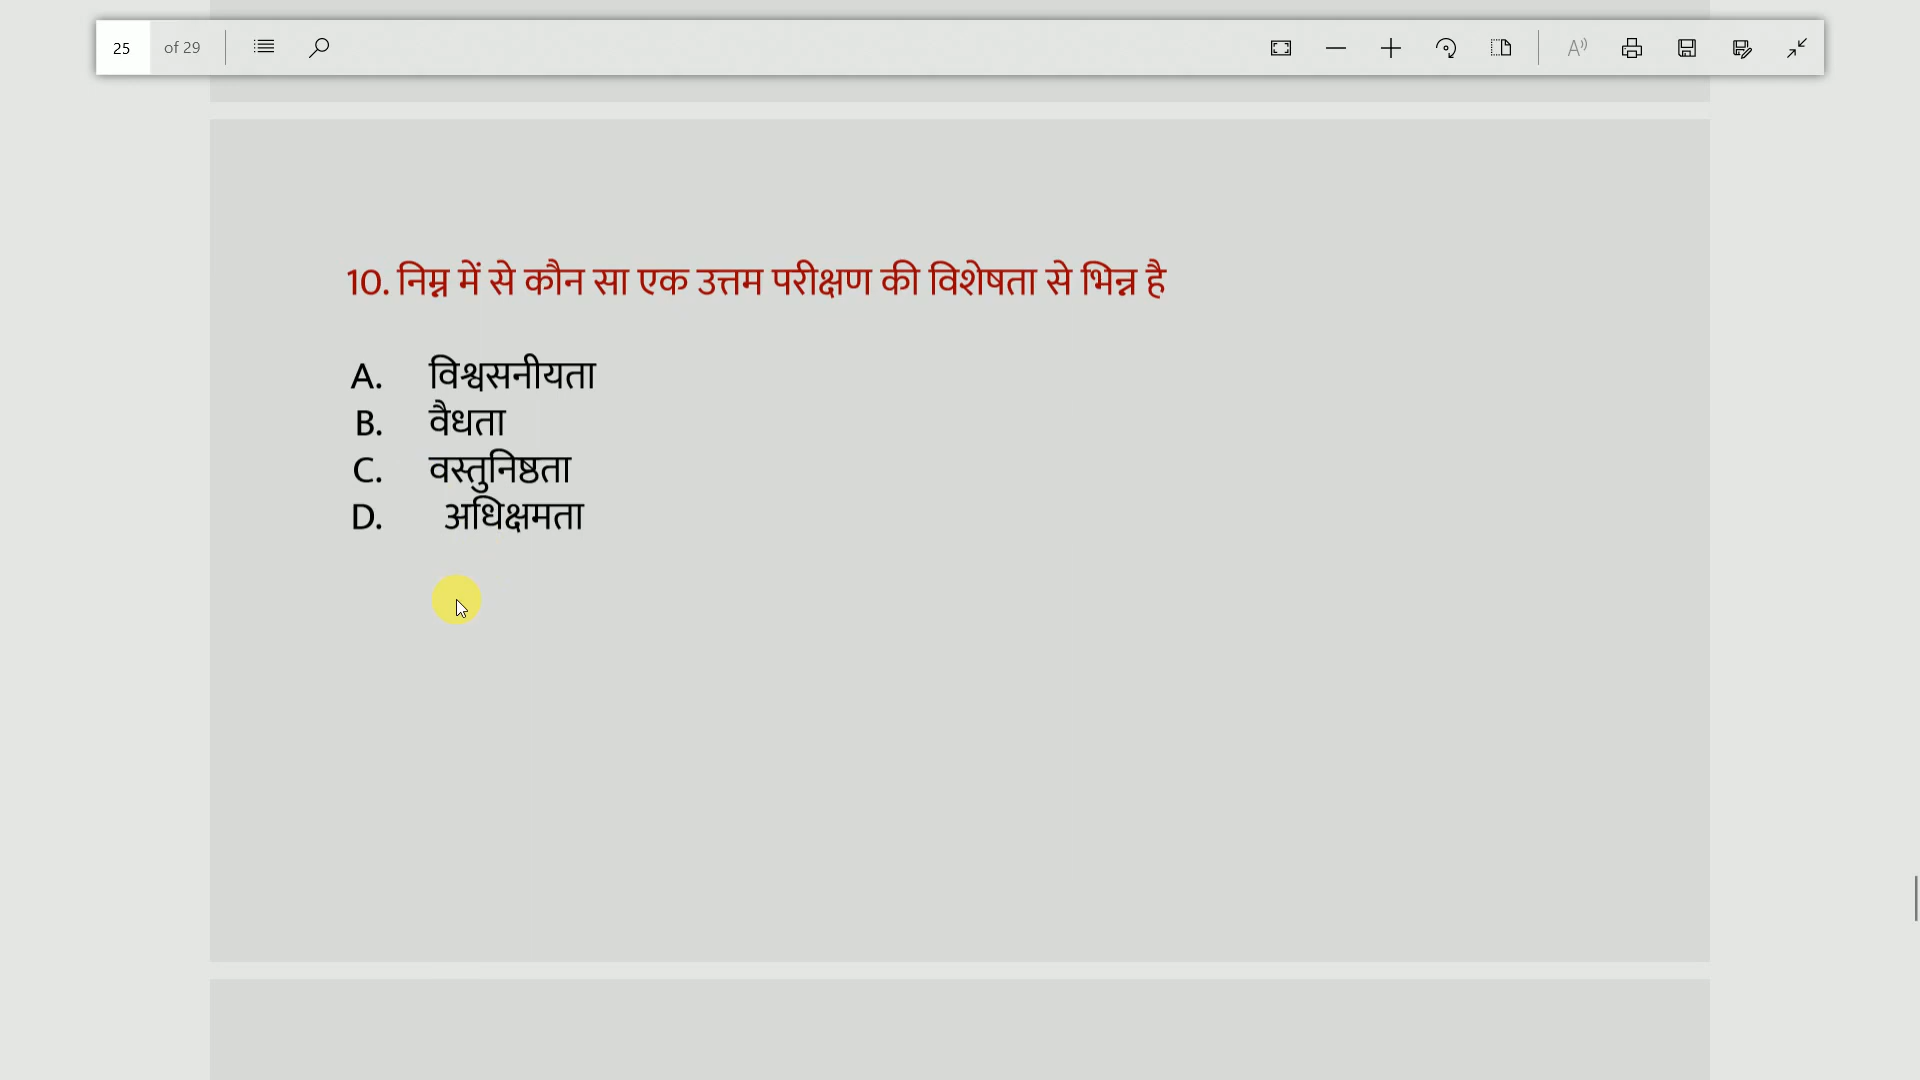 25 of 29
10. निम्न में से कौन सा एक उत्तम परीक्षण की विशेषता से भिन्न है
A. विश्वसनीयता
B. वैधता
C. वस्तुनिष्ठता
D. अधिक्षमता